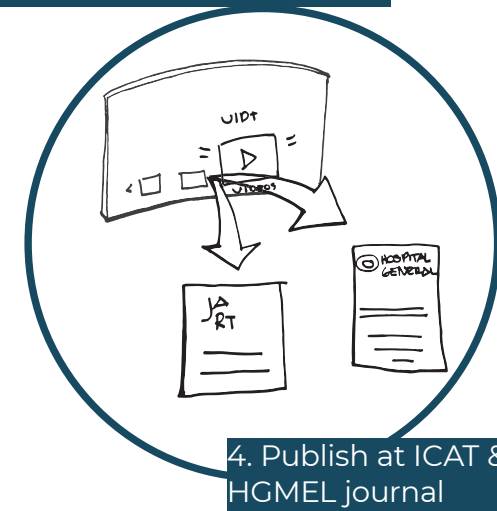 UIDT
VIDEOS
HOSPITAL
GENERAL
JA
RT
4. Publish at ICAT &
HGMEL journal